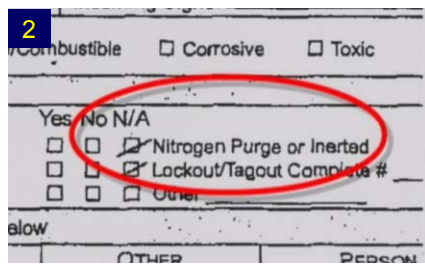 2
/Combustible ☐ Corrosive ☐ Toxic
Yes No N/A
☐ ☐ ☑ Nitrogen Purge or Inerted
☐ ☐ ☑ Lockout/Tagout Complete #
☐ ☐ ☐ Other
elow
OTHER PERSON